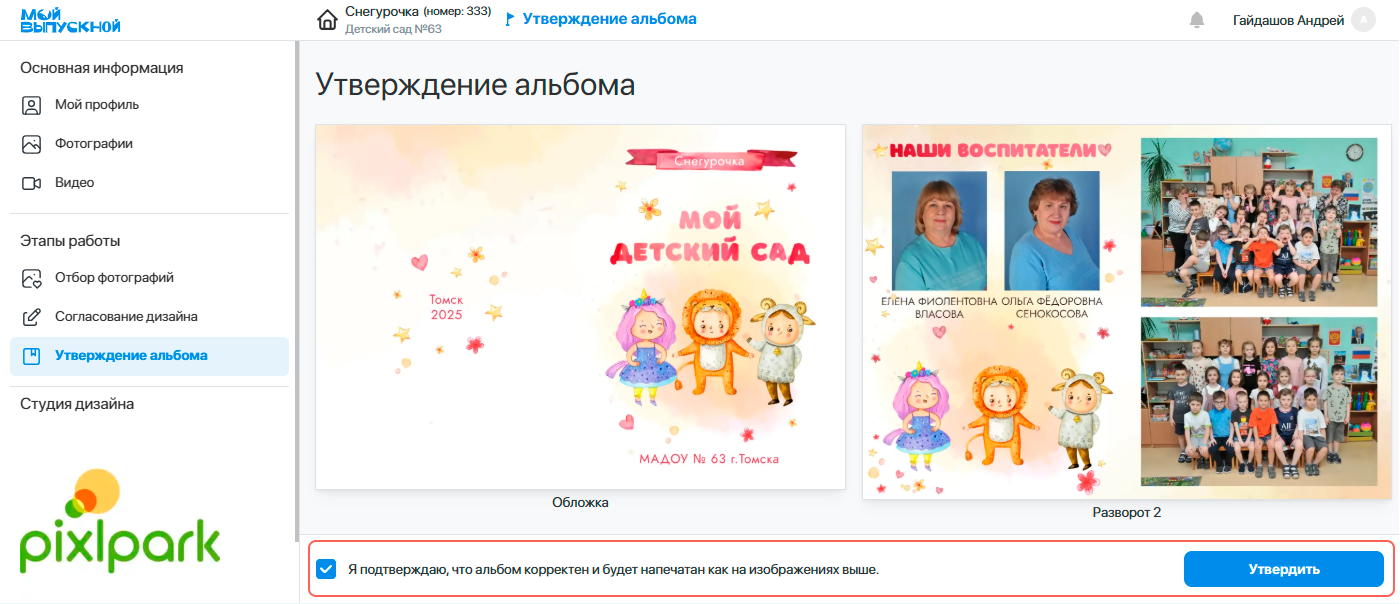 МОЙ
ВЫПУСКНОЙ
Снегурочка (номер: 333)
Детский сад №63
Утверждение альбома
Гайдашов Андрей
А
Основная информация
Мой профиль
Фотографии
Видео
Этапы работы
Отбор фотографий
Согласование дизайна
Утверждение альбома
Студия дизайна
pixlpark
Утверждение альбома
Снегурочка
МОЙ
ДЕТСКИЙ САД
Томск
2025
МАДОУ № 63 г.Томска
Обложка
НАШИ ВОСПИТАТЕЛИ
ЕЛЕНА ФИОЛЕНТОВНА
ВЛАСОВА
ОЛЬГА ФЁДОРОВНА
СЕНОКОСОВА
Разворот 2
Я подтверждаю, что альбом корректен и будет напечатан как на изображениях выше.
Утвердить